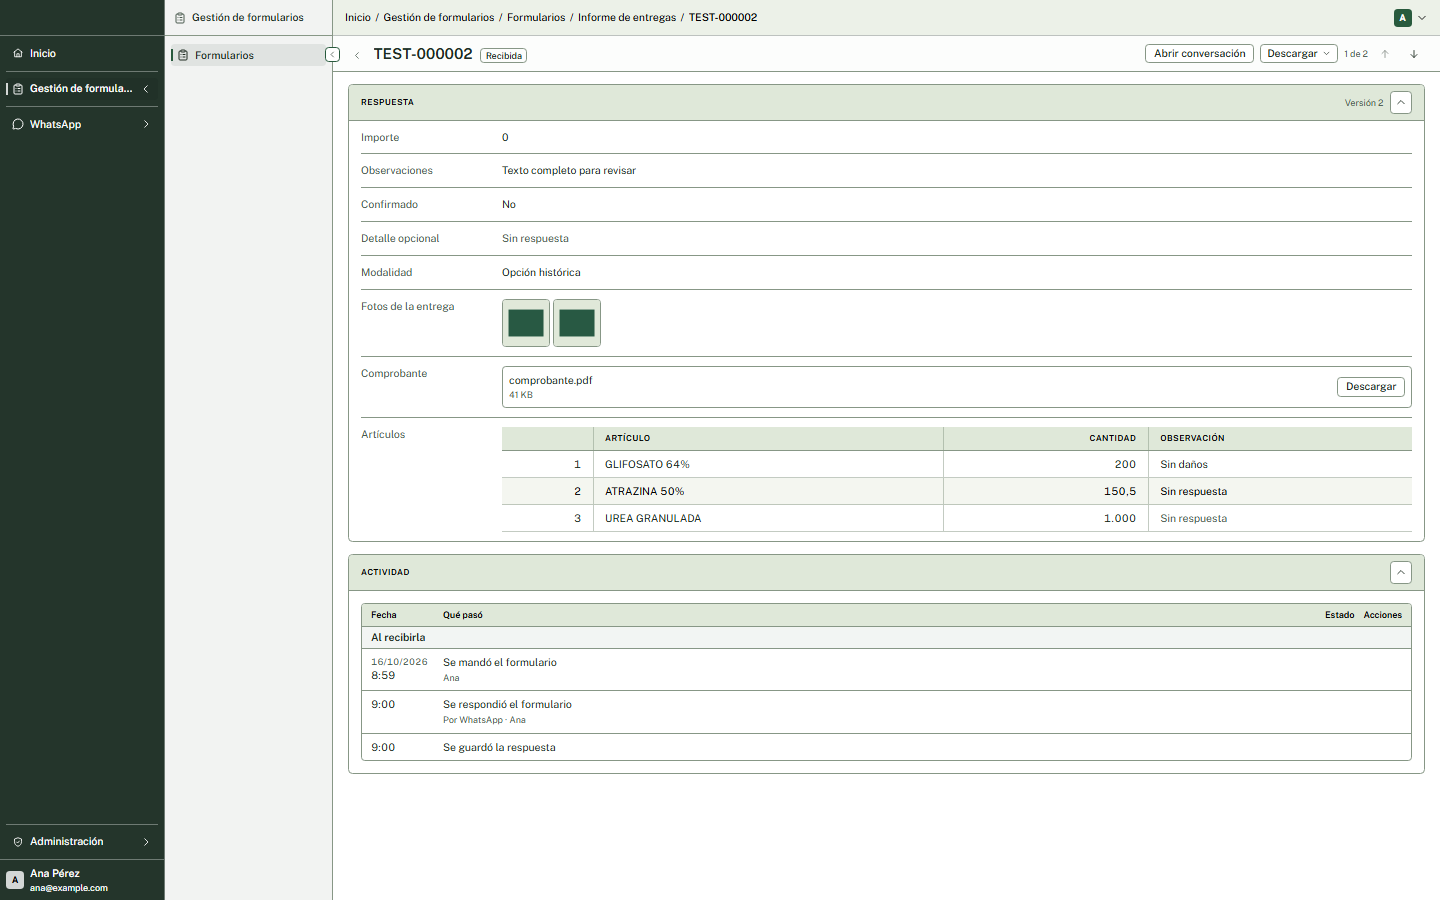 Inicio
Gestión de formula...
WhatsApp
Administración
A
Ana Pérez
ana@example.com
Gestión de formularios
Formularios
Inicio / Gestión de formularios / Formularios / Informe de entregas / TEST-000002
A
TEST-000002 Recibida
Abrir conversación Descargar 1 de 2
RESPUESTA Versión 2
Importe 0
Observaciones Texto completo para revisar
Confirmado No
Detalle opcional Sin respuesta
Modalidad Opción histórica
Fotos de la entrega
Comprobante comprobante.pdf
41 KB
Descargar
Artículos
ARTÍCULO CANTIDAD OBSERVACIÓN
1 GLIFOSATO 64% 200 Sin daños
2 ATRAZINA 50% 150,5 Sin respuesta
3 UREA GRANULADA 1.000 Sin respuesta
ACTIVIDAD
Fecha Qué pasó Estado Acciones
Al recibirla
16/10/2026 Se mandó el formulario
8:59 Ana
9:00 Se respondió el formulario
Por WhatsApp · Ana
9:00 Se guardó la respuesta